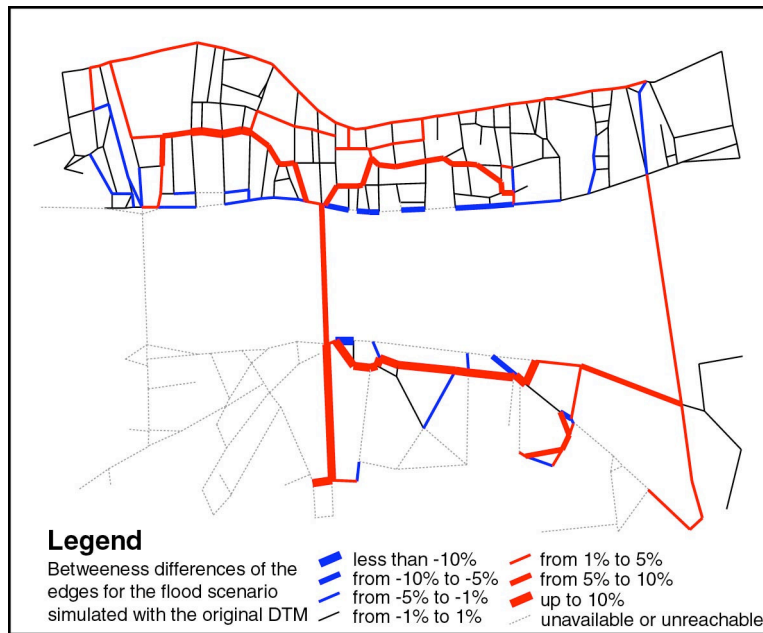 Legend
Betweeness differences of the
edges for the flood scenario
simulated with the original DTM
less than -10%
from -10% to -5%
from -5% to -1%
from -1% to 1%
from 1% to 5%
from 5% to 10%
up to 10%
unavailable or unreachable